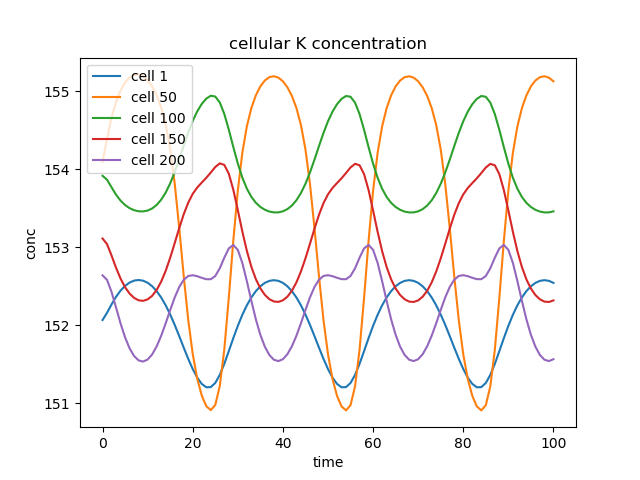 cellular K concentration
cell 1
cell 50
cell 100
cell 150
cell 200
155
154
153
152
151
conc
0 20 40 60 80 100
time